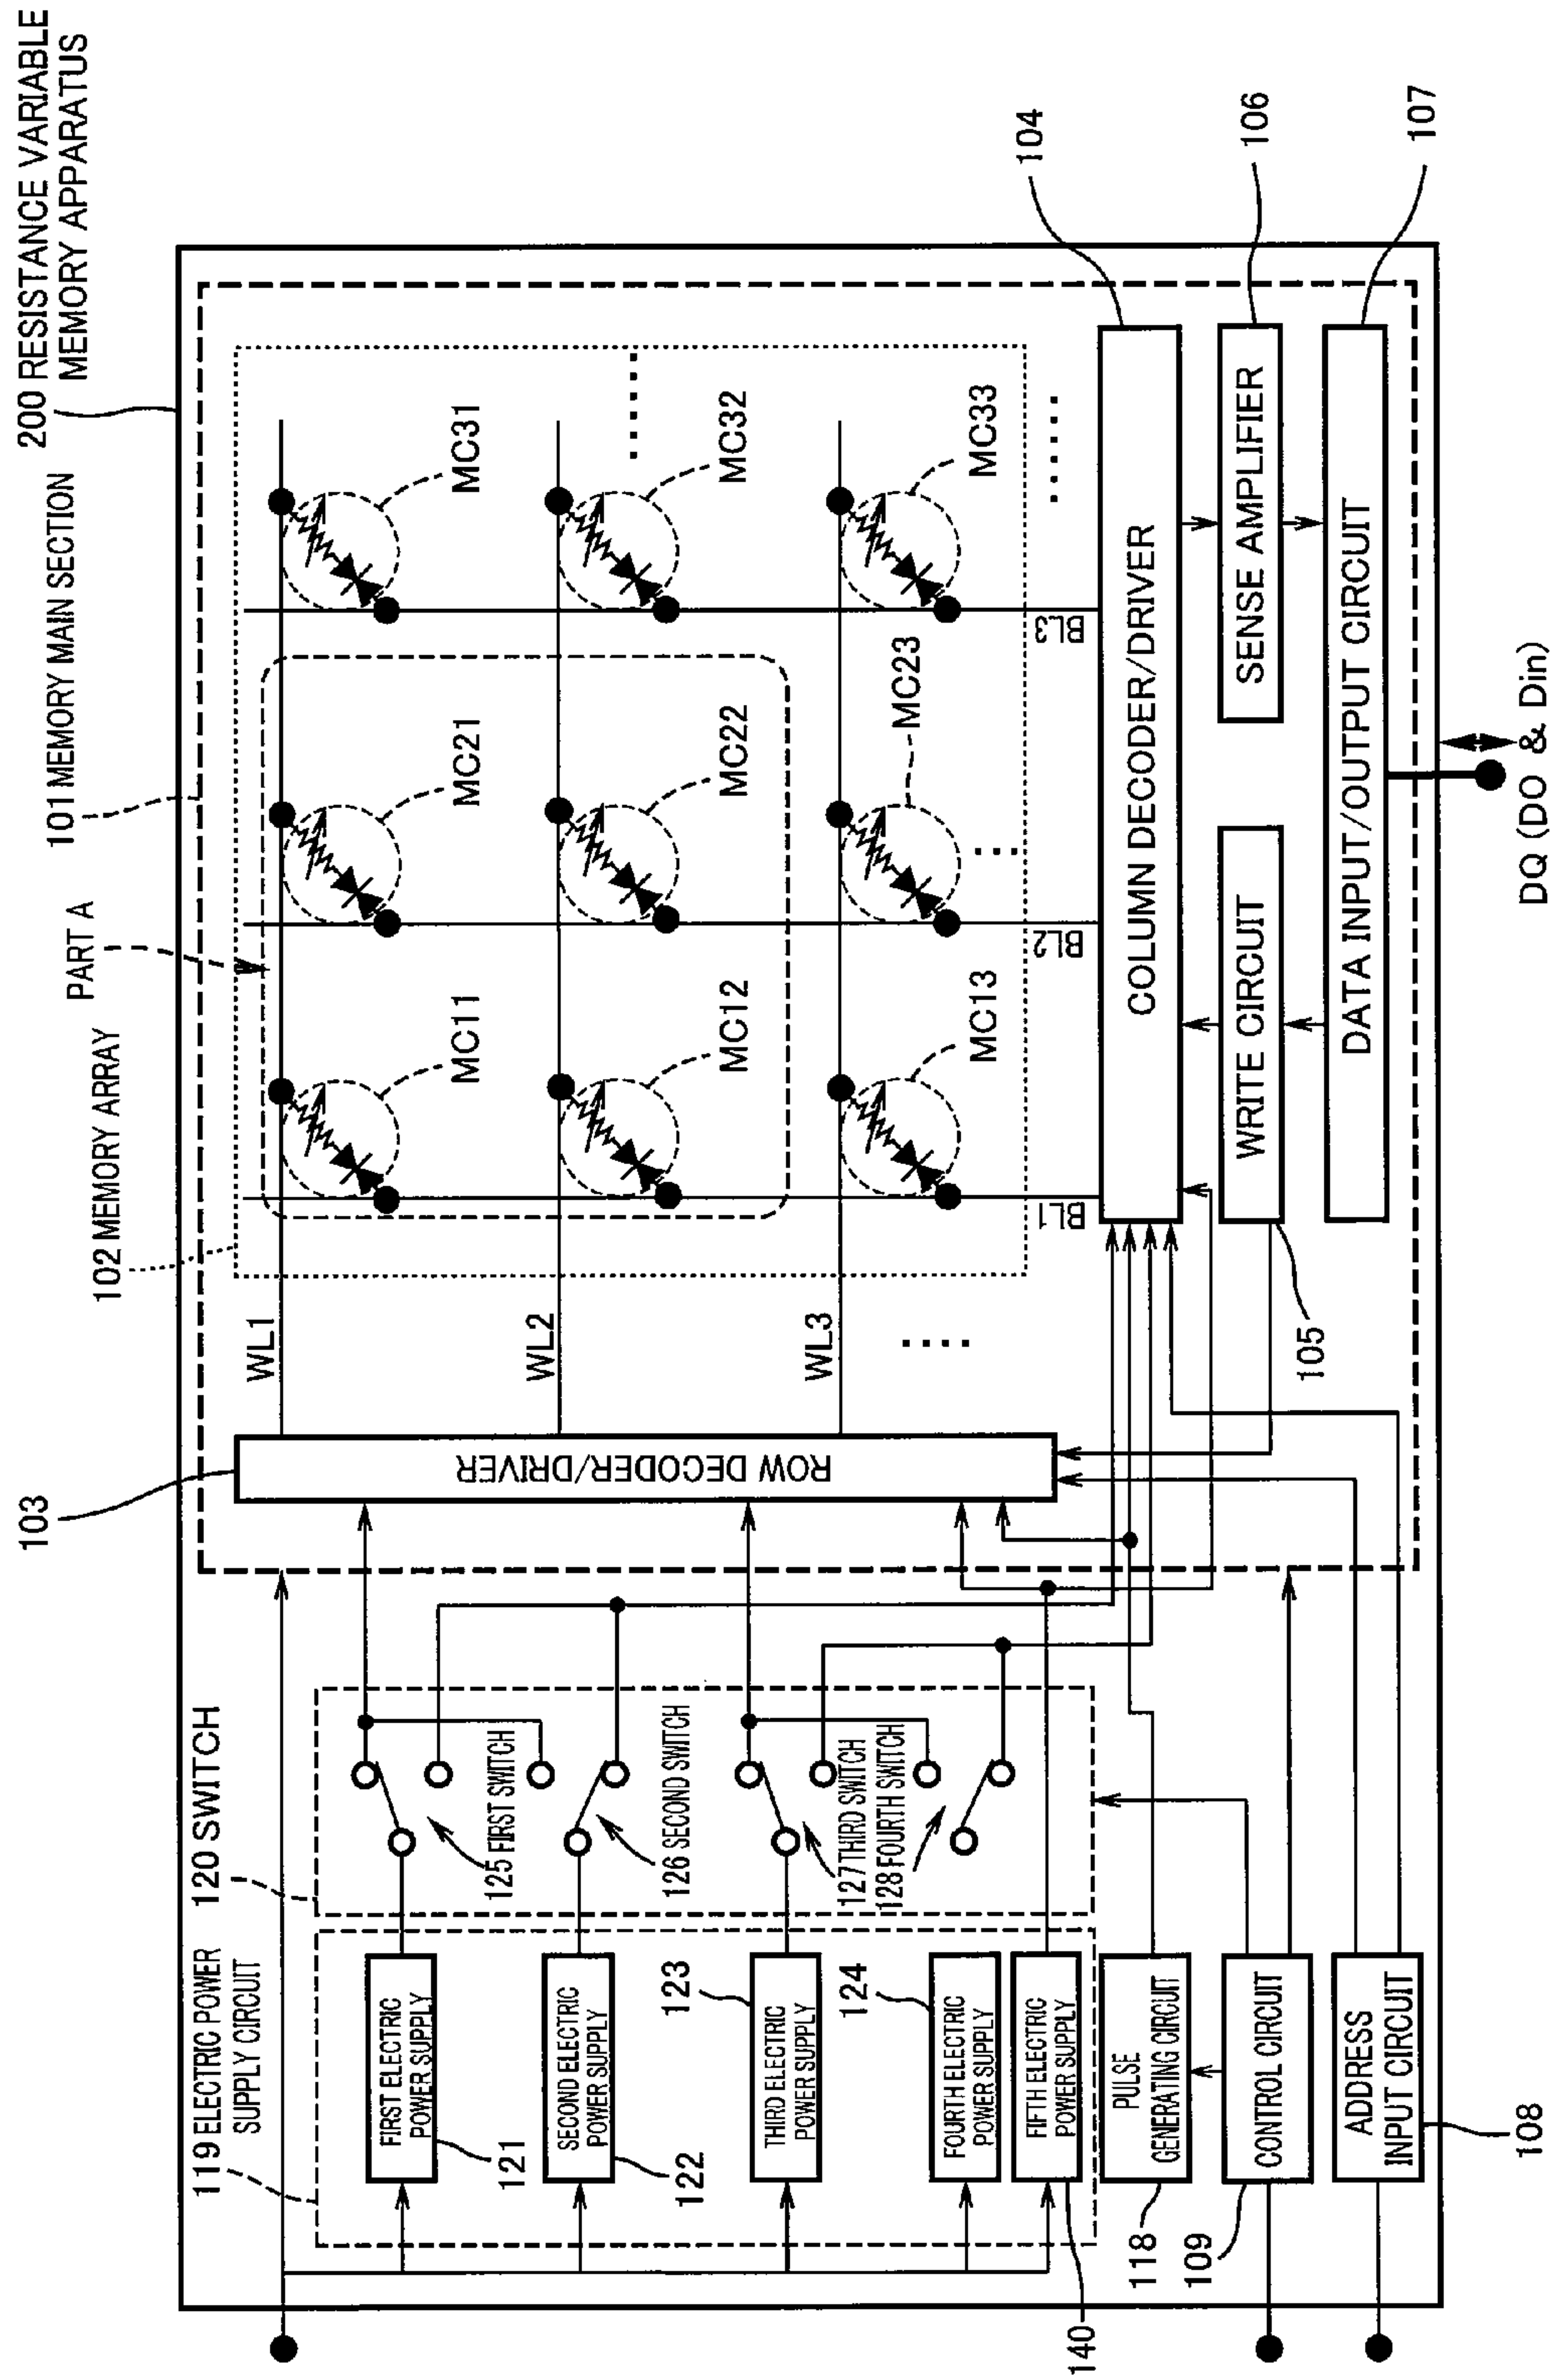 200 RESISTANCE VARIABLE
MEMORY APPARATUS
101 MEMORY MAIN SECTION
PART A
102 MEMORY ARRAY
103
120 SWITCH
119 ELECTRIC POWER
SUPPLY CIRCUIT
WL1
WL2
WL3
MC11
MC21
MC31
MC12
MC22
MC32
MC13
MC23
MC33
BL1
BL2
BL3
ROW DECODER/DRIVER
COLUMN DECODER/DRIVER
104
WRITE CIRCUIT
105
SENSE AMPLIFIER
106
DATA INPUT/OUTPUT CIRCUIT
107
DQ (DO & Din)
125 FIRST SWITCH
126 SECOND SWITCH
127 THIRD SWITCH
128 FOURTH SWITCH
FIRST ELECTRIC
POWER SUPPLY
121
SECOND ELECTRIC
POWER SUPPLY
122
THIRD ELECTRIC
POWER SUPPLY
123
FOURTH ELECTRIC
POWER SUPPLY
124
FIFTH ELECTRIC
POWER SUPPLY
140
PULSE
GENERATING CIRCUIT
118
CONTROL CIRCUIT
109
ADDRESS
INPUT CIRCUIT
108